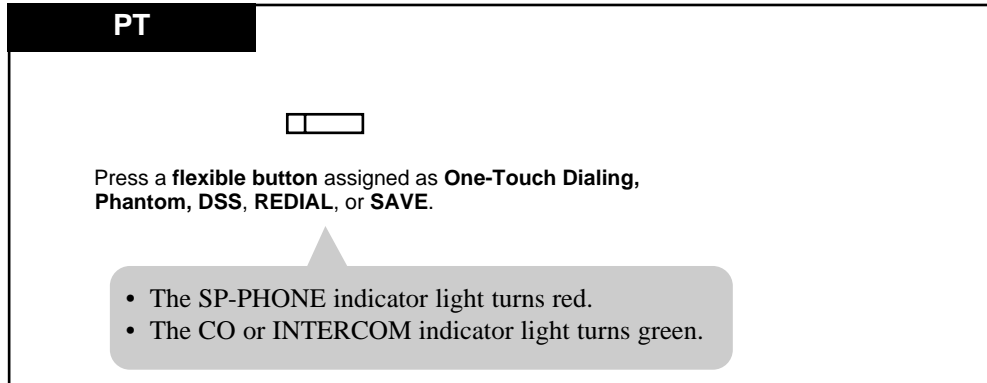 PT
Press a flexible button assigned as One-Touch Dialing,
Phantom, DSS, REDIAL, or SAVE.
• The SP-PHONE indicator light turns red.
• The CO or INTERCOM indicator light turns green.